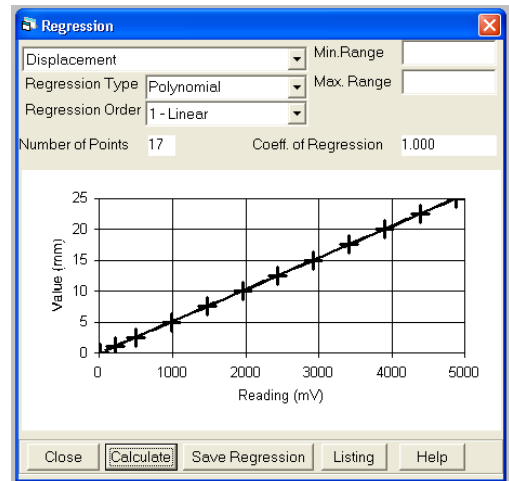 Regression
Displacement Min.Range
Regression Type Polynomial Max. Range
Regression Order 1 - Linear
Number of Points 17 Coeff. of Regression 1.000
25
20
15
10
5
0
Value (mm)
0 1000 2000 3000 4000 5000
Reading (mV)
Close Calculate Save Regression Listing Help